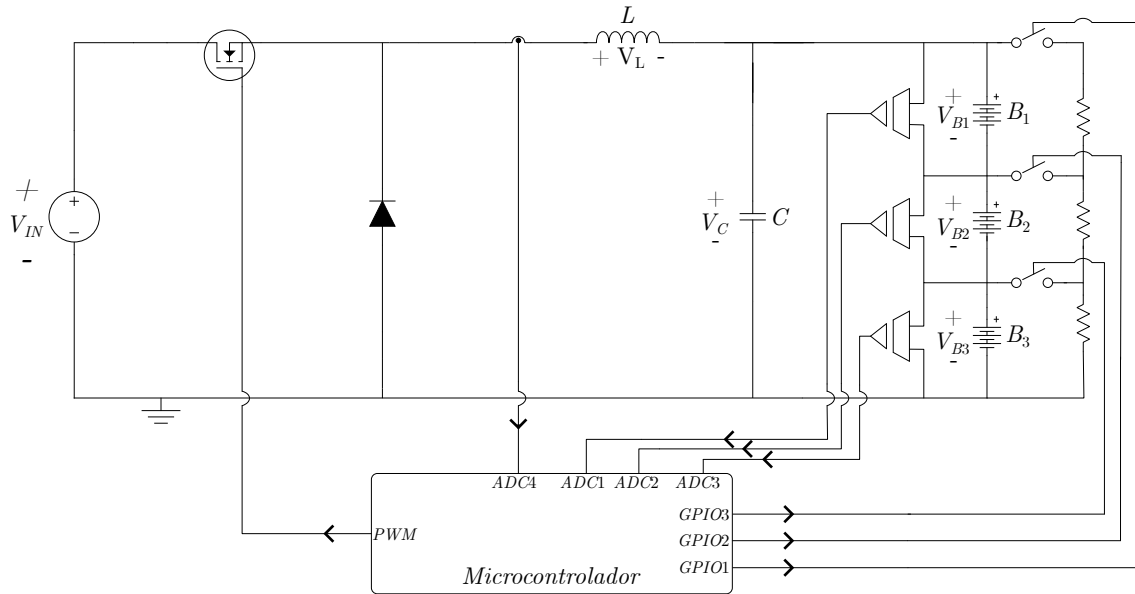 L
+ V_L -
+
V_IN
-
+
-
+
V_B1
-
+
B_1
+
V_C
-
C
+
V_B2
-
+
B_2
+
V_B3
-
+
B_3
ADC4
ADC1
ADC2
ADC3
PWM
GPIO3
GPIO2
GPIO1
Microcontrolador